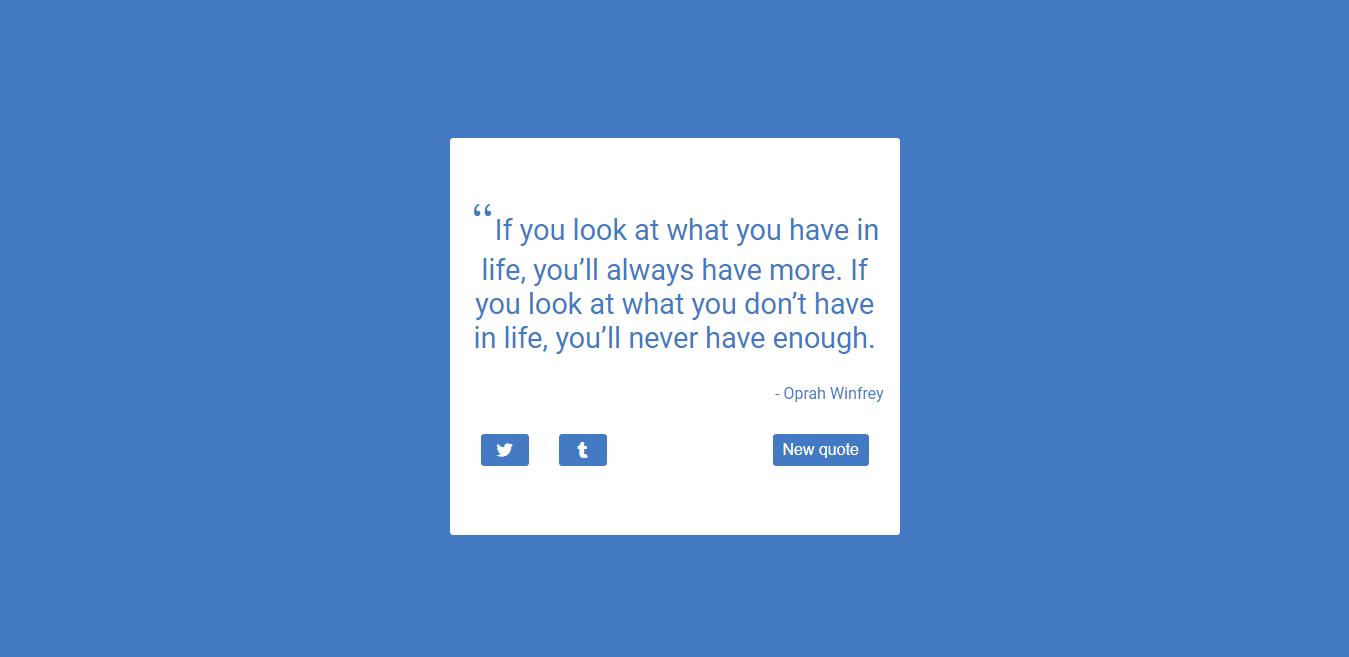 “If you look at what you have in
life, you’ll always have more. If
you look at what you don’t have
in life, you’ll never have enough.
- Oprah Winfrey
New quote